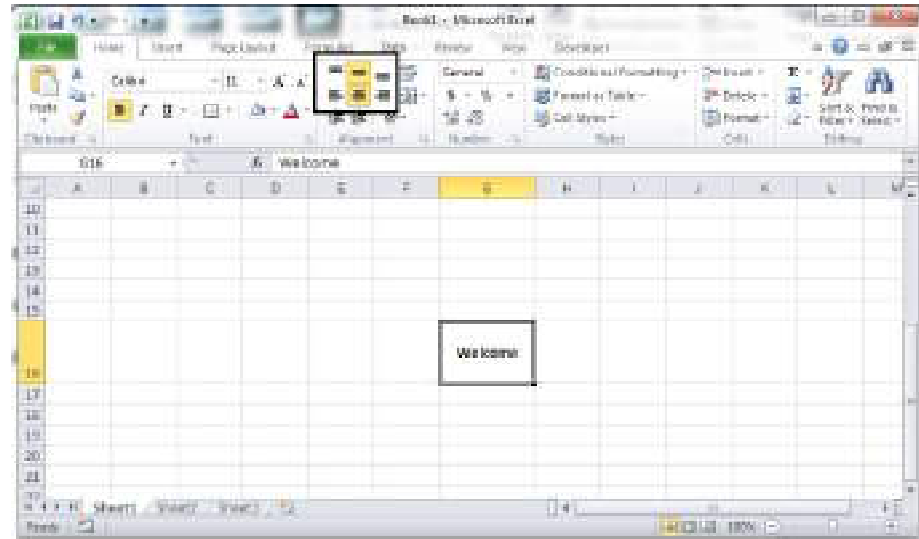 Book1 - Microsoft Excel
Home Insert Page Layout Formulas Data Review View Developer
Calibri 11 General Conditional Formatting Insert
Paste B I U $ % Format as Table Delete Sort & Find &
Cell Styles Format Filter Select
Clipboard Font Alignment Number Styles Cells Editing
G16 fx Welcome
A B C D E F G H I J K L M
10
11
12
13
14
15
Welcome
16
17
18
19
20
21
22
Sheet1 Sheet2 Sheet3
Ready 100%